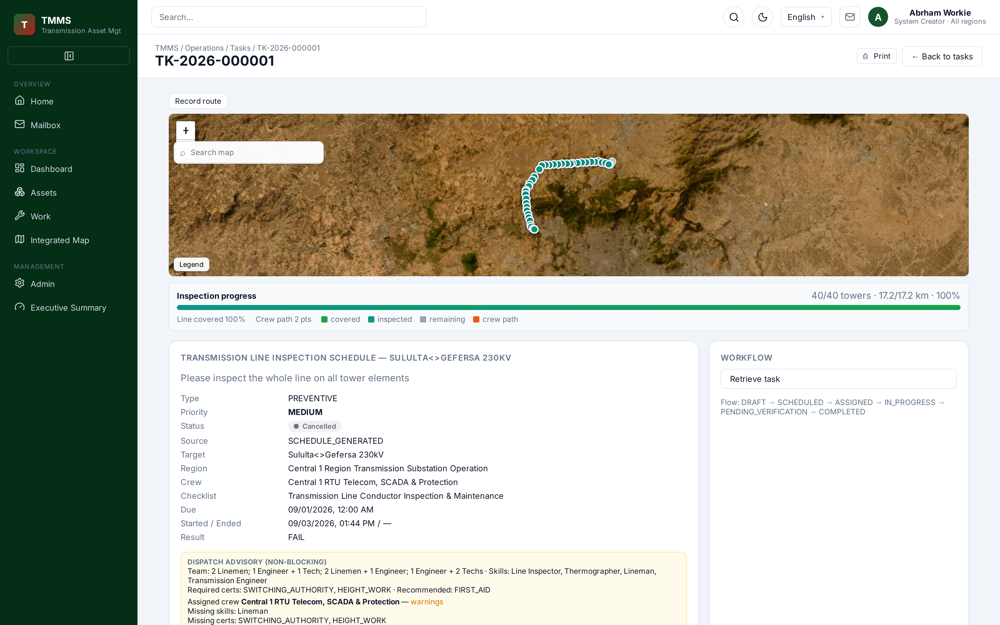 T
TMMS
Transmission Asset Mgt
OVERVIEW
Home
Mailbox
WORKSPACE
Dashboard
Assets
Work
Integrated Map
MANAGEMENT
Admin
Executive Summary
Search...
English
A
Abrham Workie
System Creator · All regions
TMMS / Operations / Tasks / TK-2026-000001
TK-2026-000001
Print
← Back to tasks
Record route
+
Search map
Legend
Inspection progress
40/40 towers · 17.2/17.2 km · 100%
Line covered 100% Crew path 2 pts covered inspected remaining crew path
TRANSMISSION LINE INSPECTION SCHEDULE — SULULTA<>GEFERSA 230KV
Please inspect the whole line on all tower elements
Type PREVENTIVE
Priority MEDIUM
Status Cancelled
Source SCHEDULE_GENERATED
Target Sululta<>Gefersa 230kV
Region Central 1 Region Transmission Substation Operation
Crew Central 1 RTU Telecom, SCADA & Protection
Checklist Transmission Line Conductor Inspection & Maintenance
Due 09/01/2026, 12:00 AM
Started / Ended 09/03/2026, 01:44 PM / —
Result FAIL
DISPATCH ADVISORY (NON-BLOCKING)
Team: 2 Linemen; 1 Engineer + 1 Tech; 2 Linemen + 1 Engineer; 1 Engineer + 2 Techs · Skills: Line Inspector, Thermographer, Lineman,
Transmission Engineer
Required certs: SWITCHING_AUTHORITY, HEIGHT_WORK · Recommended: FIRST_AID
Assigned crew Central 1 RTU Telecom, SCADA & Protection — warnings
Missing skills: Lineman
Missing certs: SWITCHING_AUTHORITY, HEIGHT_WORK
WORKFLOW
Retrieve task
Flow: DRAFT → SCHEDULED → ASSIGNED → IN_PROGRESS →
PENDING_VERIFICATION → COMPLETED